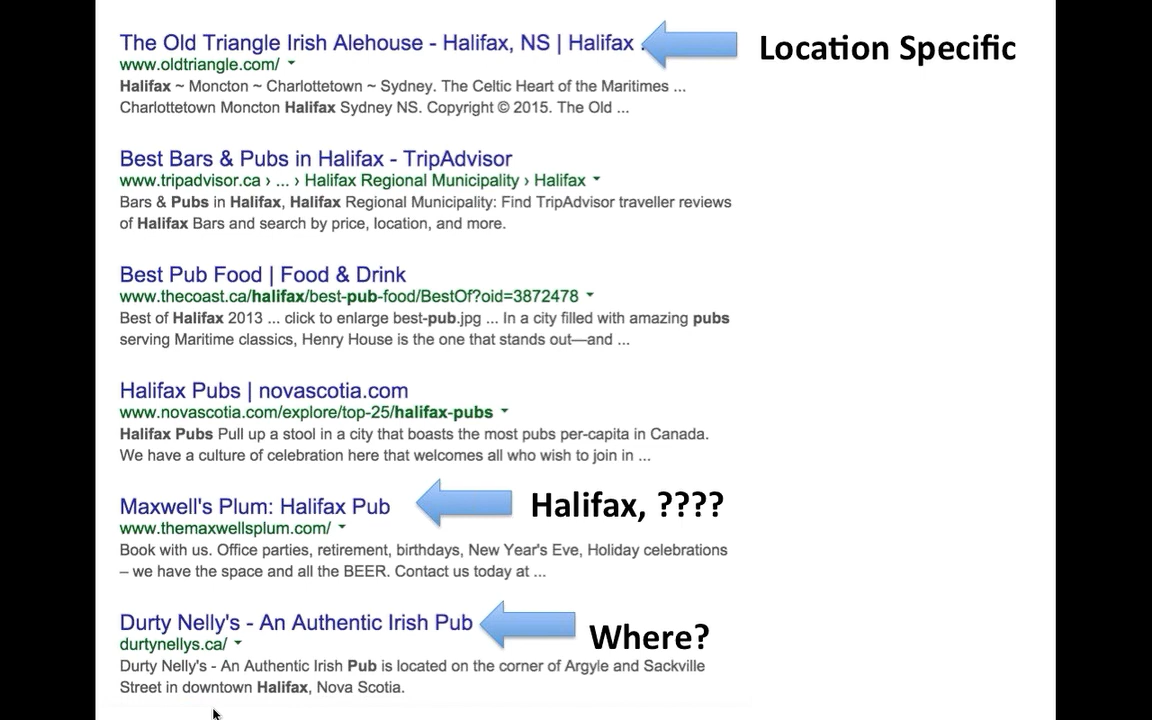 The Old Triangle Irish Alehouse - Halifax, NS | Halifax
Location Specific
www.oldtriangle.com/
Halifax ~ Moncton ~ Charlottetown ~ Sydney. The Celtic Heart of the Maritimes ...
Charlottetown Moncton Halifax Sydney NS. Copyright © 2015. The Old ...
Best Bars & Pubs in Halifax - TripAdvisor
www.tripadvisor.ca › ... › Halifax Regional Municipality › Halifax
Bars & Pubs in Halifax, Halifax Regional Municipality: Find TripAdvisor traveller reviews
of Halifax Bars and search by price, location, and more.
Best Pub Food | Food & Drink
www.thecoast.ca/halifax/best-pub-food/BestOf?oid=3872478
Best of Halifax 2013 ... click to enlarge best-pub.jpg ... In a city filled with amazing pubs
serving Maritime classics, Henry House is the one that stands out—and ...
Halifax Pubs | novascotia.com
www.novascotia.com/explore/top-25/halifax-pubs
Halifax Pubs Pull up a stool in a city that boasts the most pubs per-capita in Canada.
We have a culture of celebration here that welcomes all who wish to join in ...
Maxwell's Plum: Halifax Pub
Halifax, ????
www.themaxwellsplum.com/
Book with us. Office parties, retirement, birthdays, New Year's Eve, Holiday celebrations
– we have the space and all the BEER. Contact us today at ...
Durty Nelly's - An Authentic Irish Pub
Where?
durtynellys.ca/
Durty Nelly's - An Authentic Irish Pub is located on the corner of Argyle and Sackville
Street in downtown Halifax, Nova Scotia.